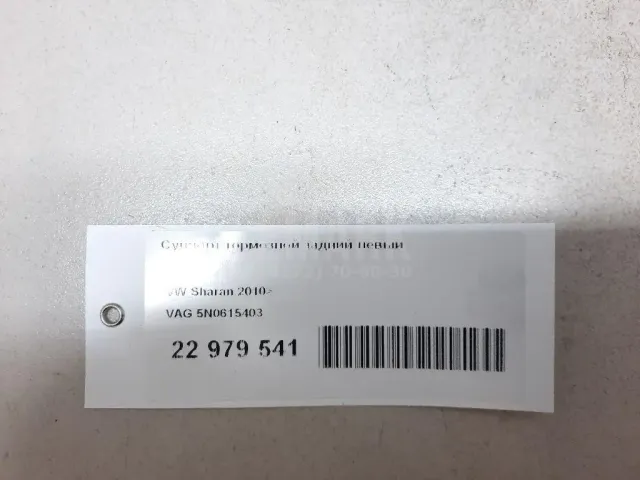 Суппорт тормозной задний левый
VW Sharan 2010>
VAG 5N0615403
22 979 541